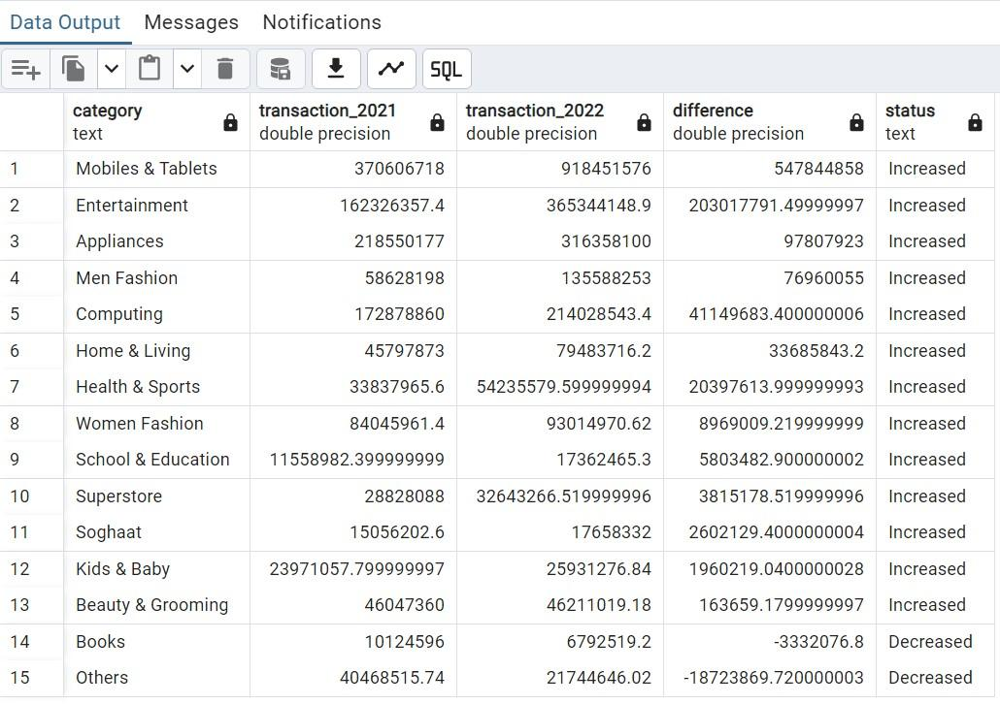 Data Output Messages Notifications
SQL
category transaction_2021 transaction_2022 difference status
text double precision double precision double precision text
1 Mobiles & Tablets 370606718 918451576 547844858 Increased
2 Entertainment 162326357.4 365344148.9 203017791.49999997 Increased
3 Appliances 218550177 316358100 97807923 Increased
4 Men Fashion 58628198 135588253 76960055 Increased
5 Computing 172878860 214028543.4 41149683.400000006 Increased
6 Home & Living 45797873 79483716.2 33685843.2 Increased
7 Health & Sports 33837965.6 54235579.599999994 20397613.999999993 Increased
8 Women Fashion 84045961.4 93014970.62 8969009.219999999 Increased
9 School & Education 11558982.399999999 17362465.3 5803482.900000002 Increased
10 Superstore 28828088 32643266.519999996 3815178.519999996 Increased
11 Soghaat 15056202.6 17658332 2602129.4000000004 Increased
12 Kids & Baby 23971057.799999997 25931276.84 1960219.0400000028 Increased
13 Beauty & Grooming 46047360 46211019.18 163659.1799999997 Increased
14 Books 10124596 6792519.2 -3332076.8 Decreased
15 Others 40468515.74 21744646.02 -18723869.720000003 Decreased